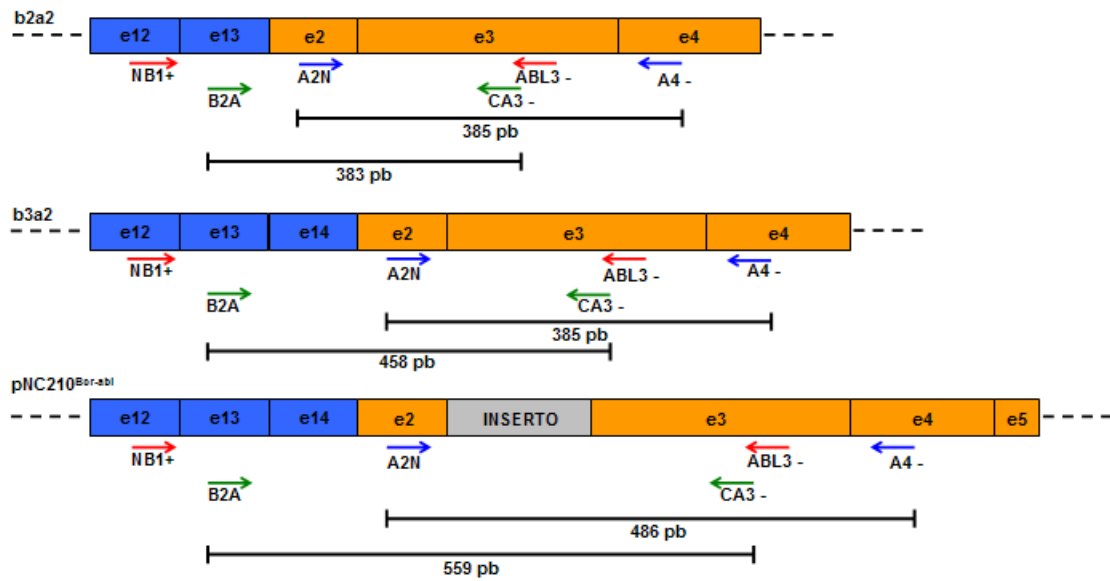 b2a2
e12 e13 e2 e3 e4
NB1+ A2N ABL3 - A4 -
B2A CA3 -
385 pb
383 pb
b3a2
e12 e13 e14 e2 e3 e4
NB1+ A2N ABL3 - A4 -
B2A CA3 -
385 pb
458 pb
pNC210Bcr-abl
e12 e13 e14 e2 INSERTO e3 e4 e5
NB1+ A2N ABL3 - A4 -
B2A CA3 -
486 pb
559 pb